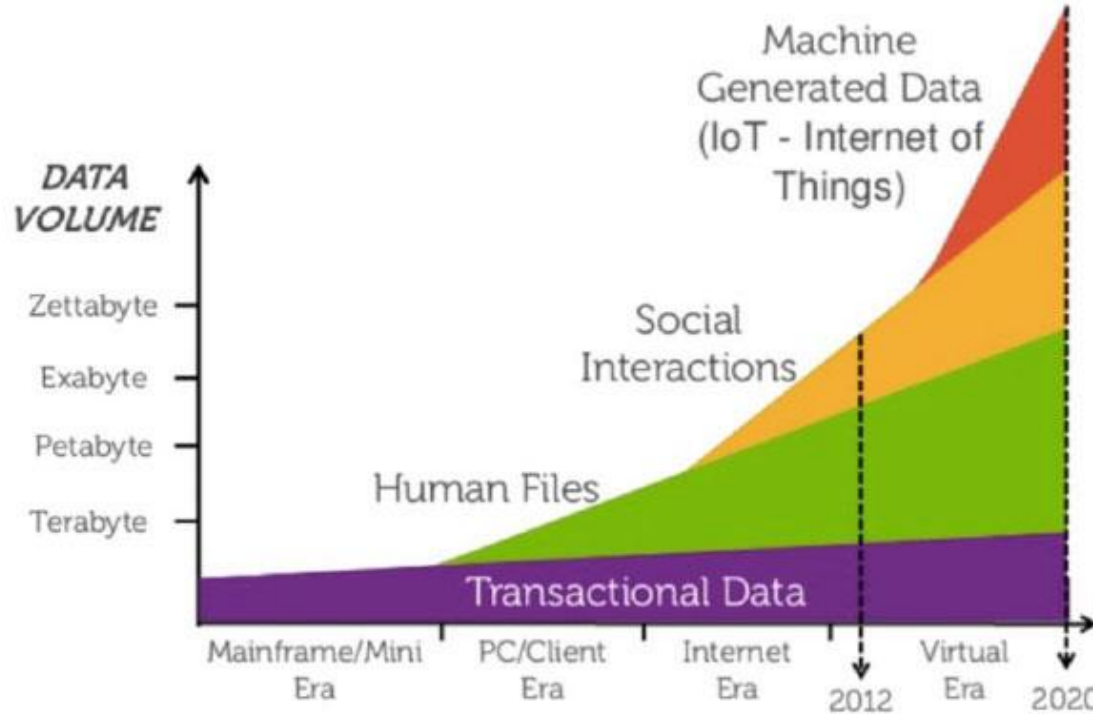 Machine
Generated Data
(IoT - Internet of
Things)
DATA
VOLUME
Zettabyte
Exabyte
Petabyte
Terabyte
Social
Interactions
Human Files
Transactional Data
Mainframe/Mini
Era
PC/Client
Era
Internet
Era
2012
Virtual
Era
2020